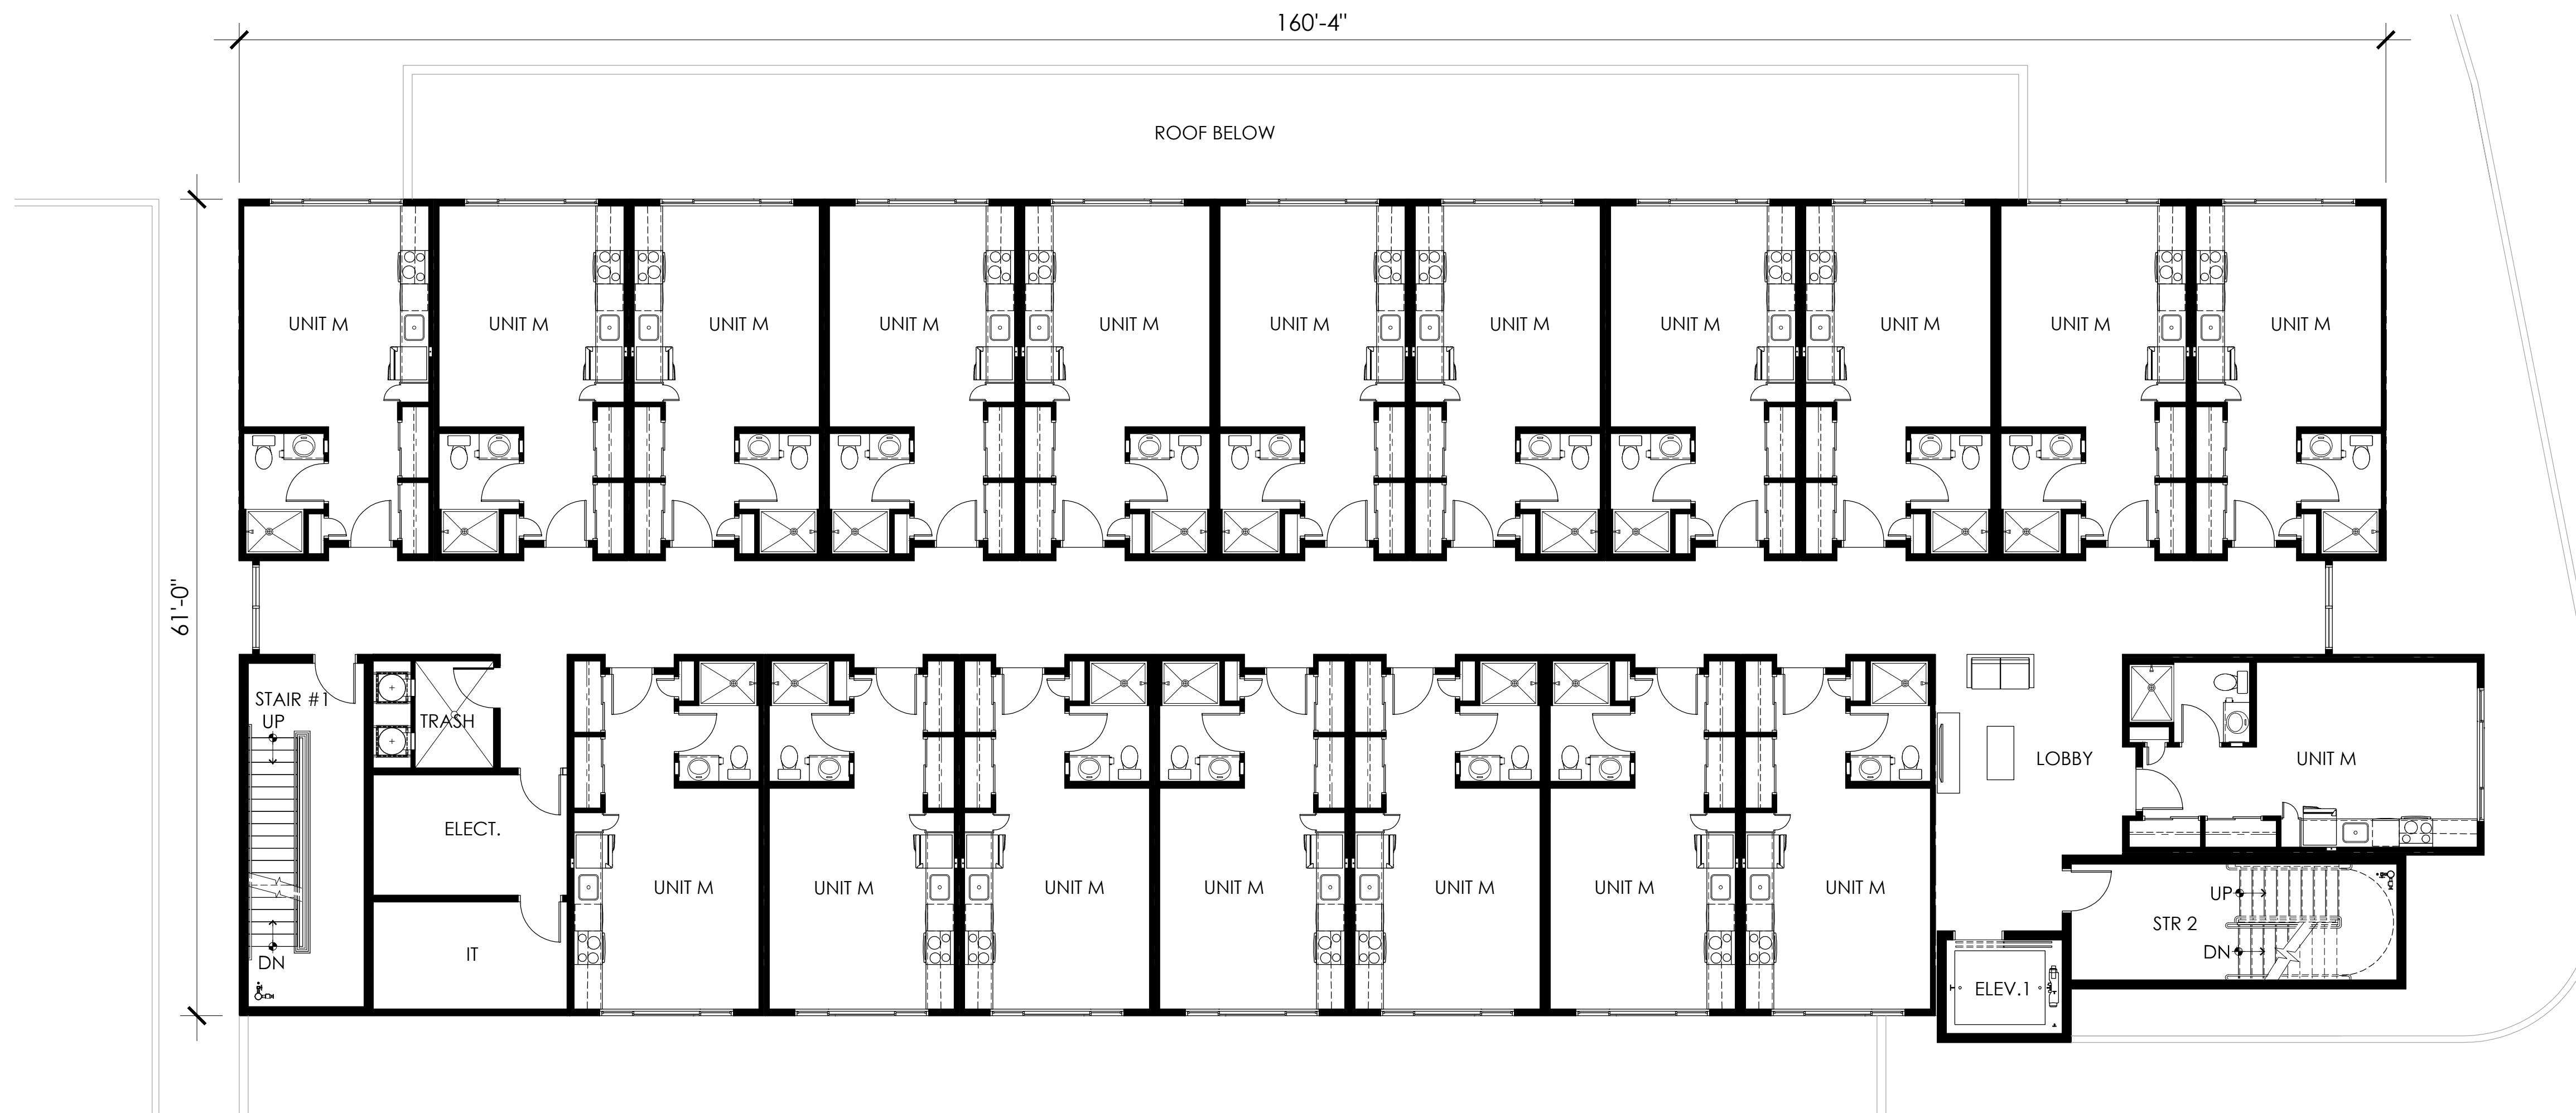 160'-4"
ROOF BELOW
UNIT M
UNIT M
UNIT M
UNIT M
UNIT M
UNIT M
UNIT M
UNIT M
UNIT M
UNIT M
UNIT M
61'-0"
STAIR #1
UP
TRASH
LOBBY
UNIT M
ELECT.
UNIT M
UNIT M
UNIT M
UNIT M
UNIT M
UNIT M
UNIT M
UP
STR 2
DN
IT
DN
ELEV.1